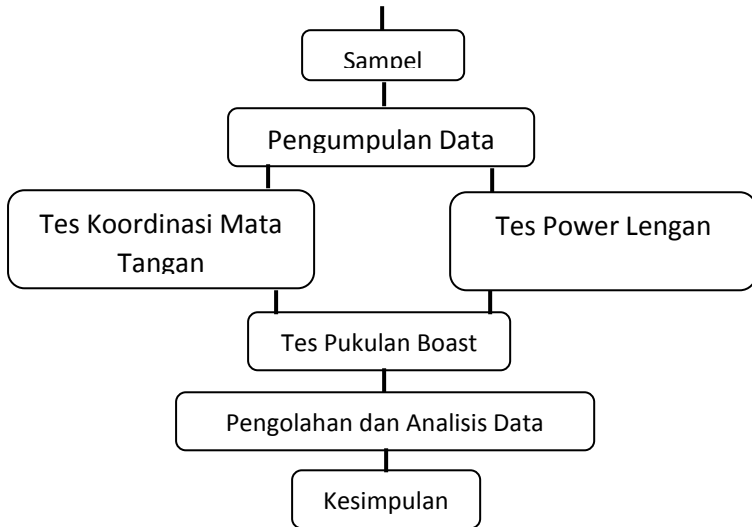 Sampel
Pengumpulan Data
Tes Koordinasi Mata
Tangan
Tes Power Lengan
Tes Pukulan Boast
Pengolahan dan Analisis Data
Kesimpulan